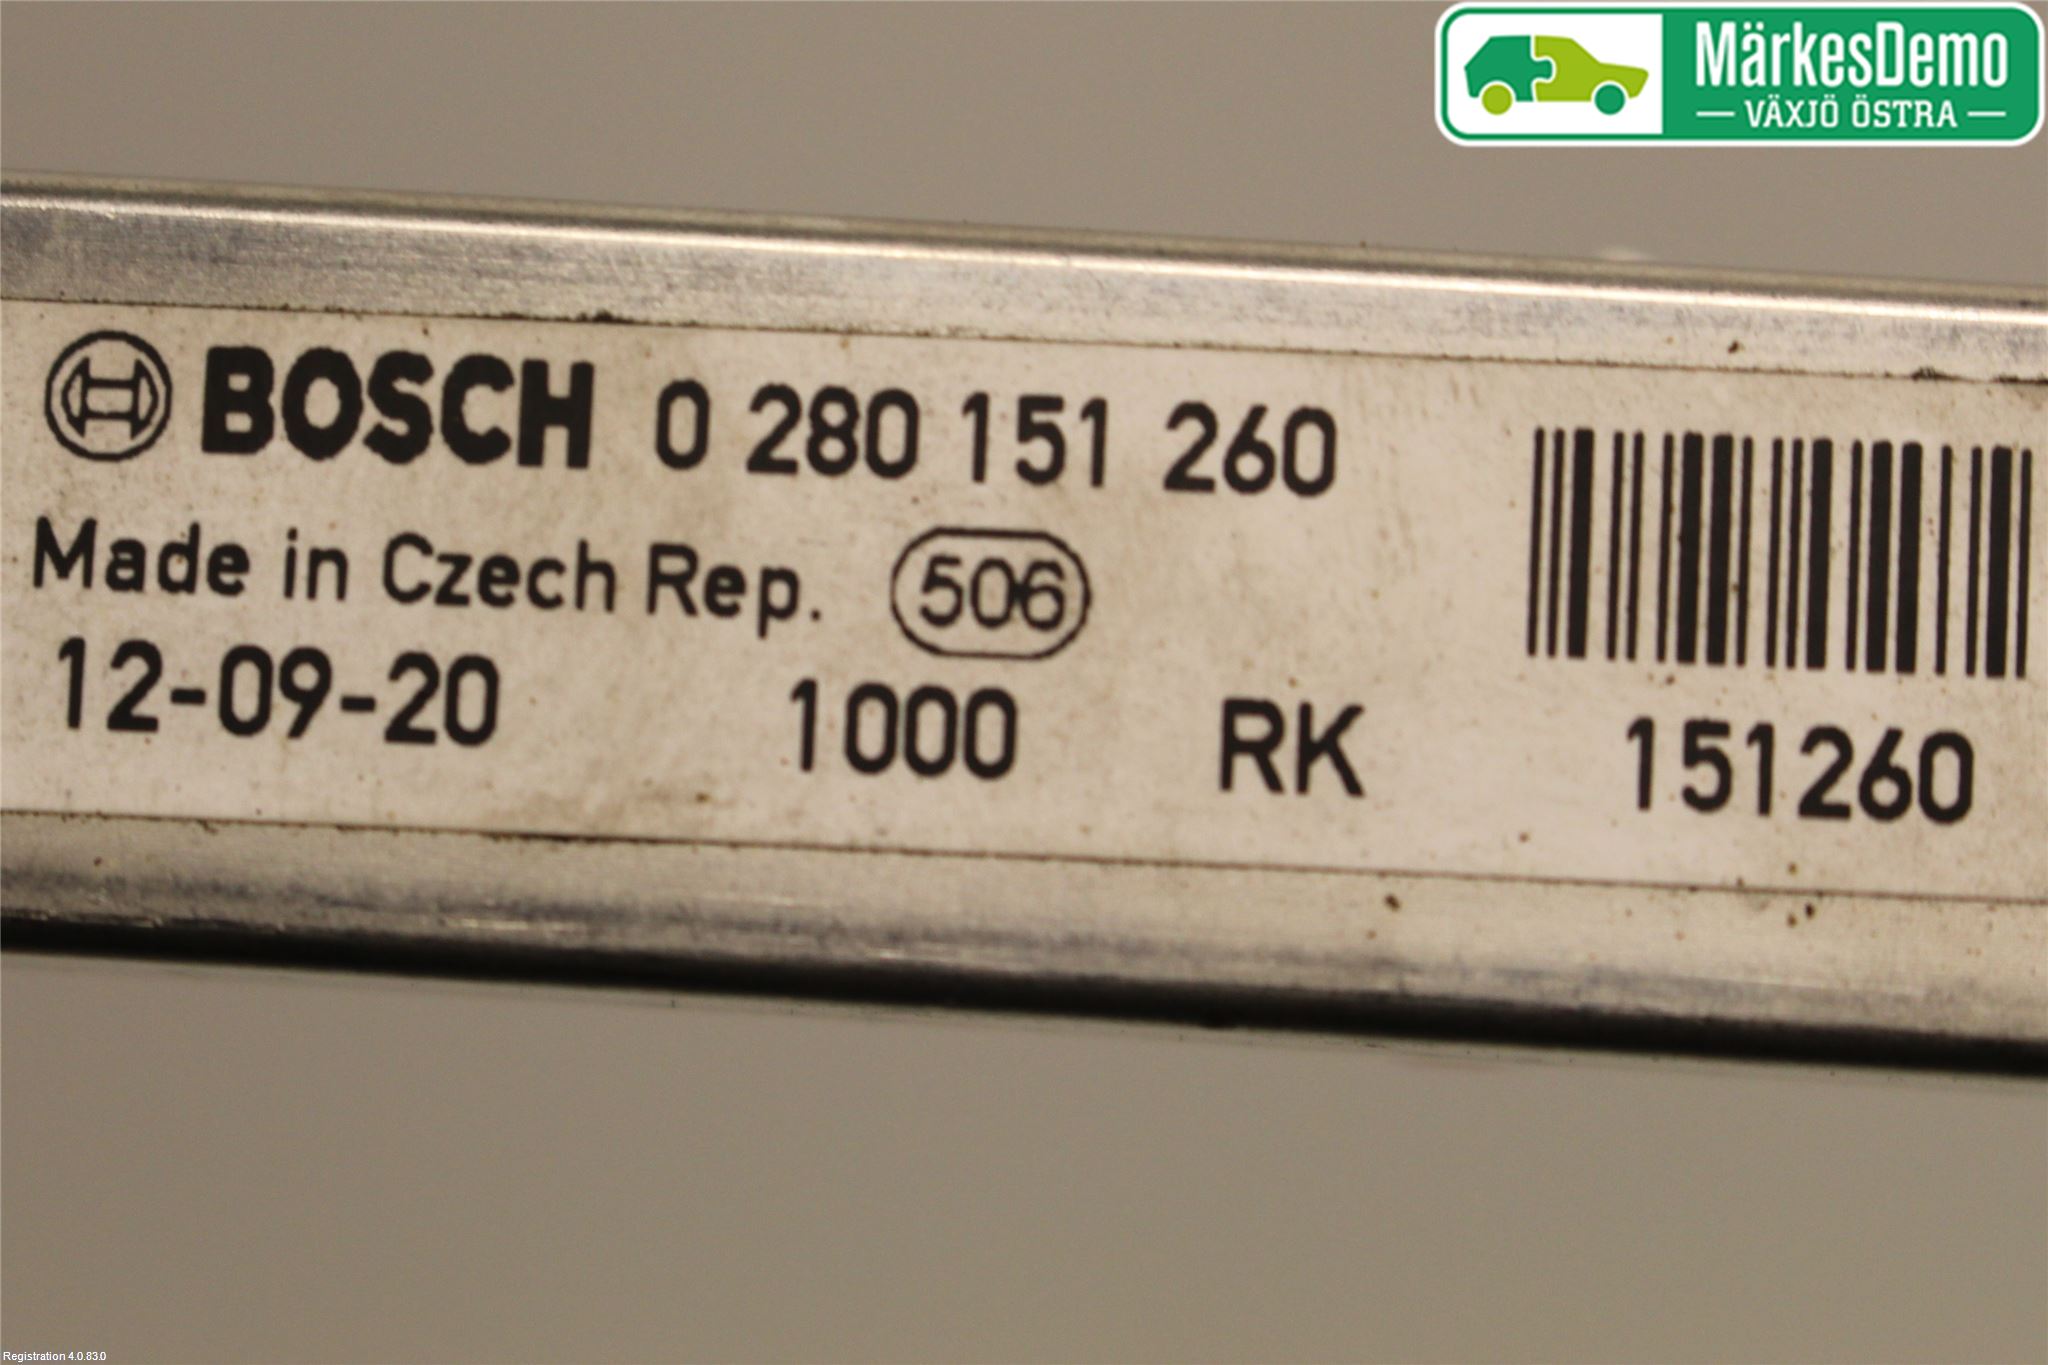 MärkesDemo
VÄXJÖ ÖSTRA
BOSCH 0 280 151 260
Made in Czech Rep. 506
12-09-20 1000 RK 151260
Registration 4.0.83.0